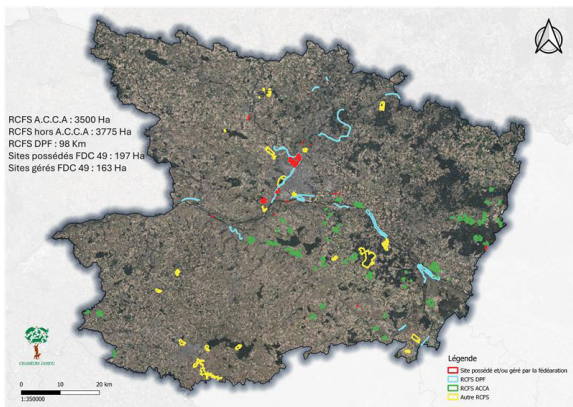 RCFS A.C.C.A : 3500 Ha
RCFS hors A.C.C.A : 3775 Ha
RCFS DPF : 98 Km
Sites possédés FDC 49 : 197 Ha
Sites gérés FDC 49 : 163 Ha
Légende
Site possédé et/ou géré par la fédération
RCFS DPF
RCFS ACCA
Autre RCFS
0 10 20 km
1:350000